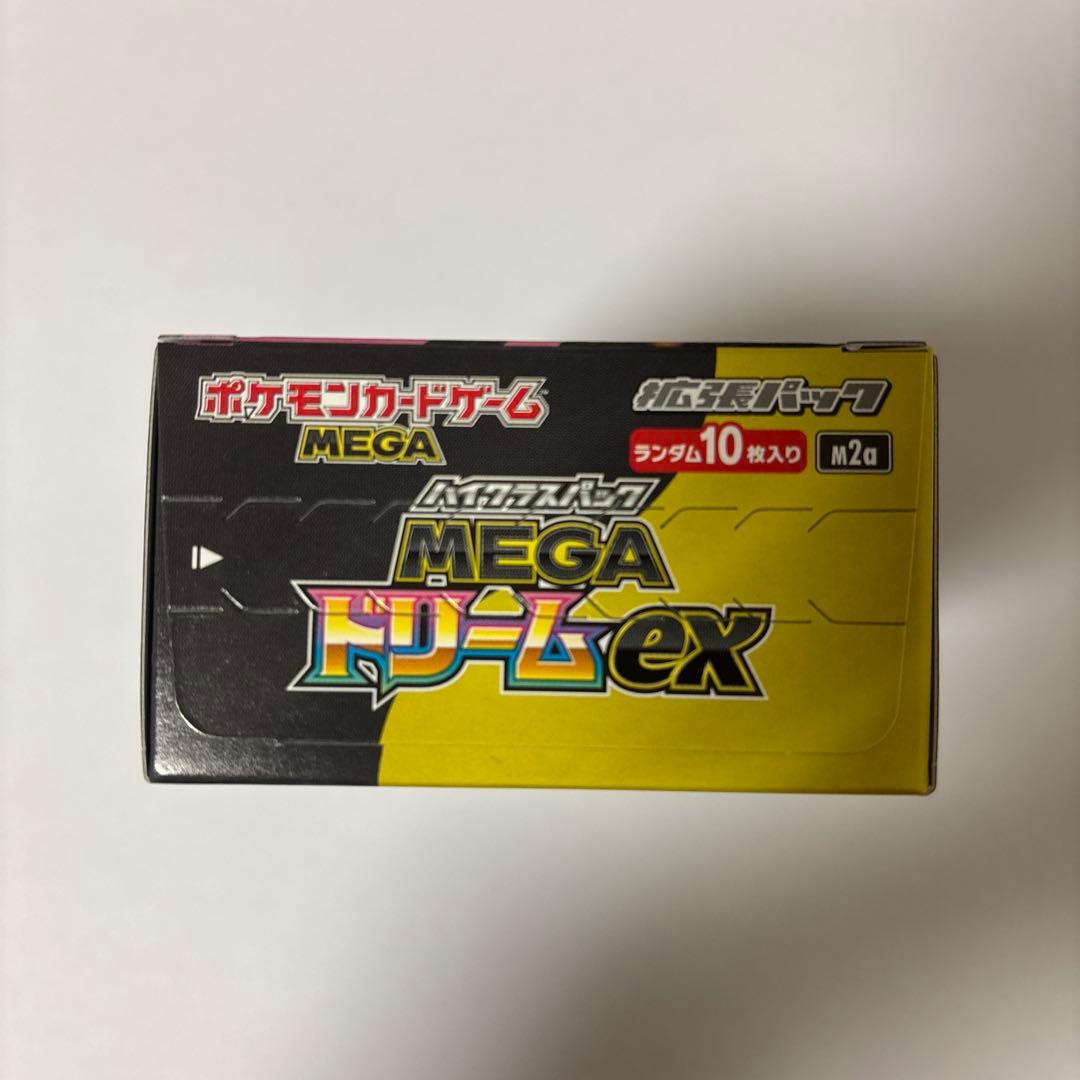 ポケモンカードゲーム
MEGA
拡張パック
ランダム10枚入り
M2a
ハイクラスパック
MEGA
ドリームex